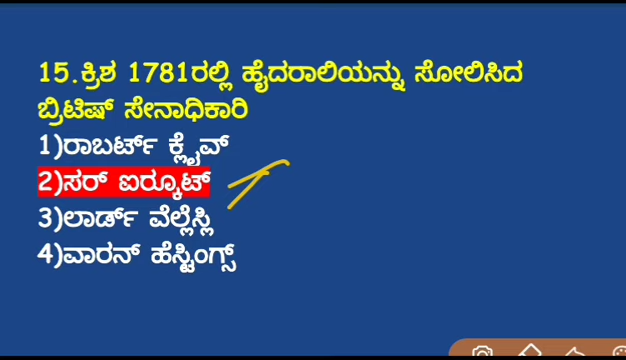 15.ಕ್ರಿಶ 1781ರಲ್ಲಿ ಹೈದರಾಲಿಯನ್ನು ಸೋಲಿಸಿದ
ಬ್ರಿಟಿಷ್ ಸೇನಾಧಿಕಾರಿ
1)ರಾಬರ್ಟ್ ಕ್ಲೈವ್
2)ಸರ್ ಐರ್‍ಕೂಟ್
3)ಲಾರ್ಡ್ ವೆಲ್ಲೆಸ್ಲಿ
4)ವಾರನ್ ಹೆಸ್ಟಿಂಗ್ಸ್